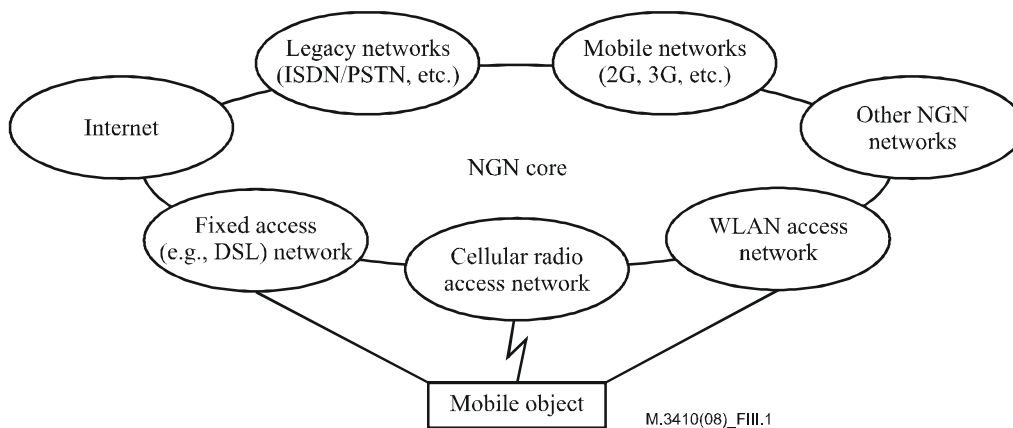 Legacy networks
(ISDN/PSTN, etc.)
Mobile networks
(2G, 3G, etc.)
Internet
Other NGN
networks
NGN core
Fixed access
(e.g., DSL) network
WLAN access
network
Cellular radio
access network
Mobile object
M.3410(08)_FIII.1